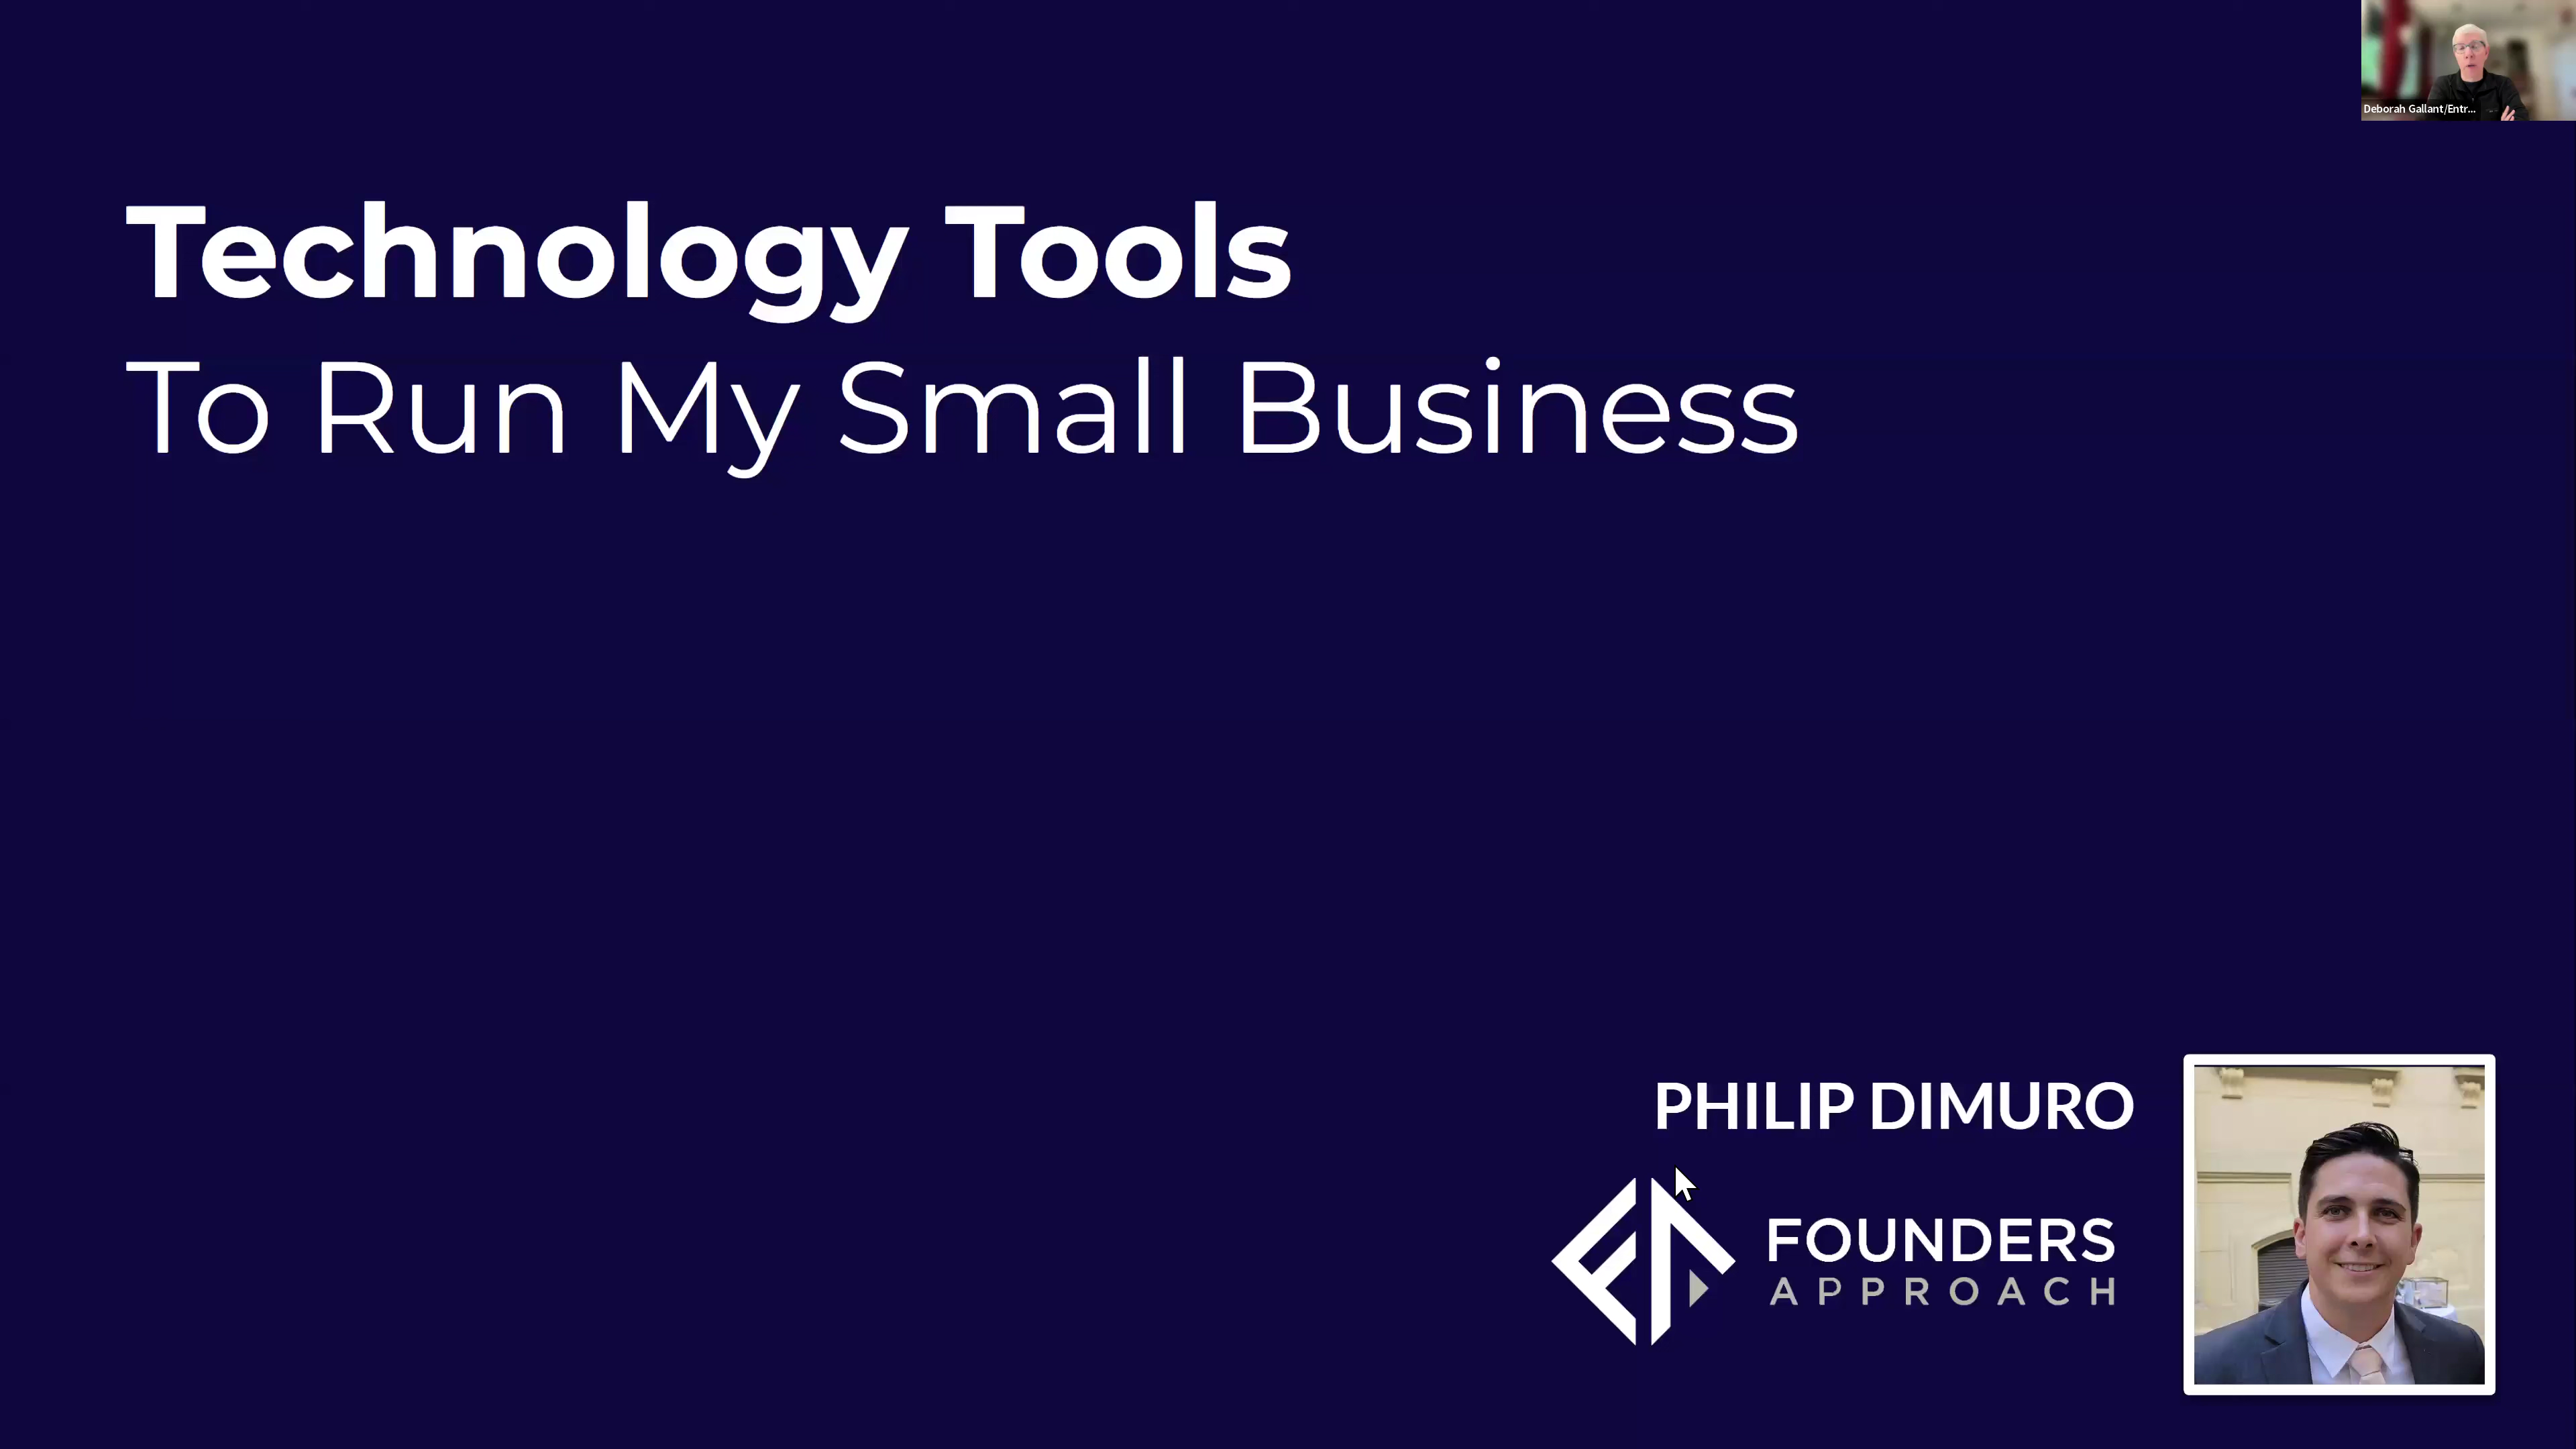 Deborah Gallant/Entr...
Technology Tools
To Run My Small Business
PHILIP DIMURO
FOUNDERS
APPROACH